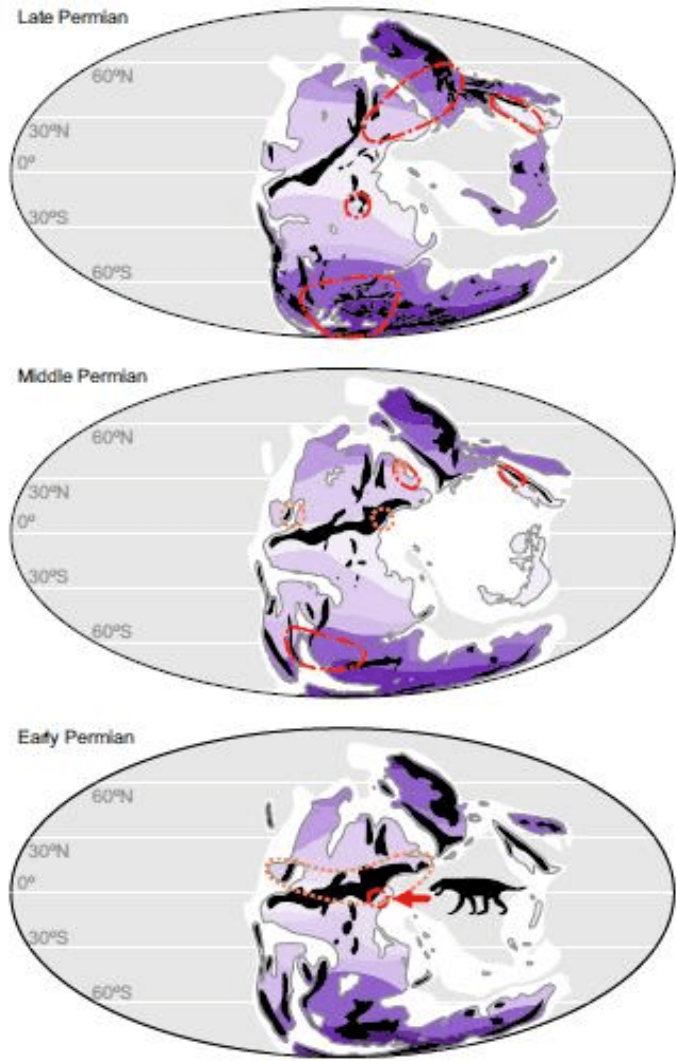 Late Permian
60ºN
30ºN
0º
30ºS
60ºS
Middle Permian
60ºN
30ºN
0º
30ºS
60ºS
Early Permian
60ºN
30ºN
0º
30ºS
60ºS